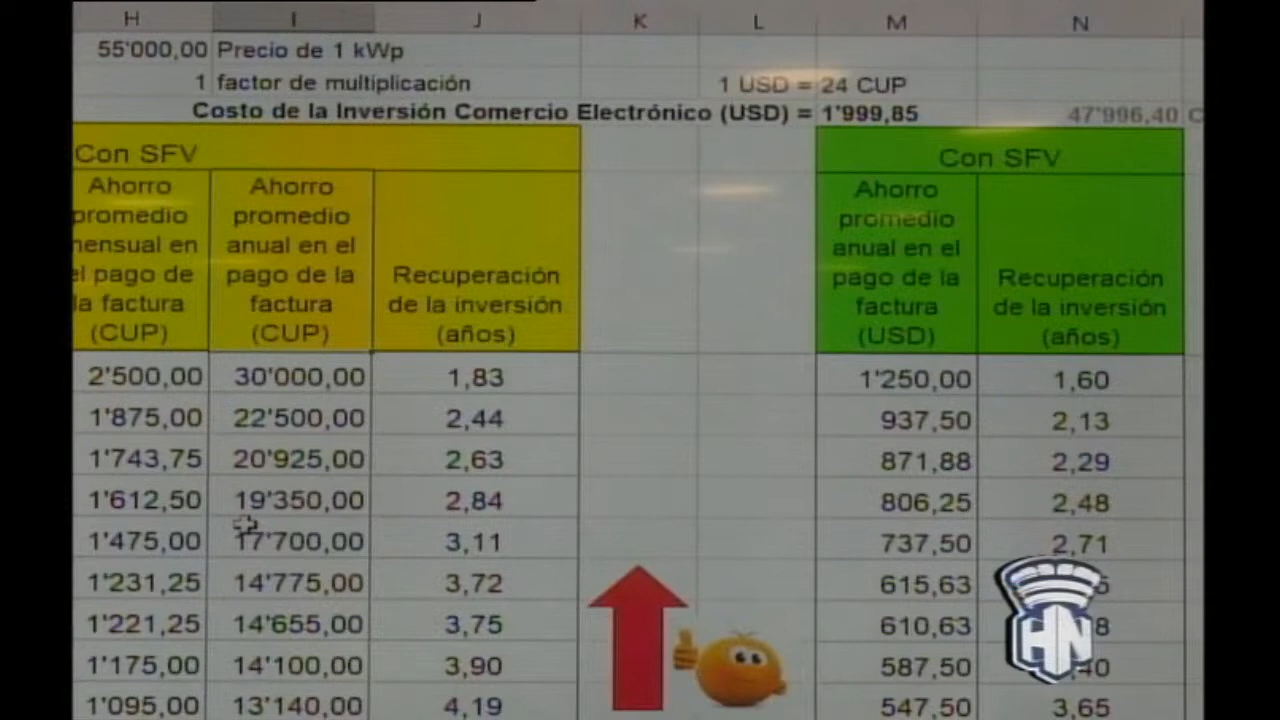 H I J K L M N
55'000,00 Precio de 1 kWp
1 factor de multiplicación 1 USD = 24 CUP
Costo de la Inversión Comercio Electrónico (USD) = 1'999,85 47'996,40 C
Con SFV
Ahorro
promedio
mensual en
el pago de
la factura
(CUP)
Ahorro
promedio
anual en el
pago de la
factura
(CUP)
Recuperación
de la inversión
(años)
Con SFV
Ahorro
promedio
anual en el
pago de la
factura
(USD)
Recuperación
de la inversión
(años)
2'500,00 30'000,00 1,83 1'250,00 1,60
1'875,00 22'500,00 2,44 937,50 2,13
1'743,75 20'925,00 2,63 871,88 2,29
1'612,50 19'350,00 2,84 806,25 2,48
1'475,00 17'700,00 3,11 737,50 2,71
1'231,25 14'775,00 3,72 615,63
1'221,25 14'655,00 3,75 610,63
1'175,00 14'100,00 3,90 587,50
1'095,00 13'140,00 4,19 547,50 3,65
HN